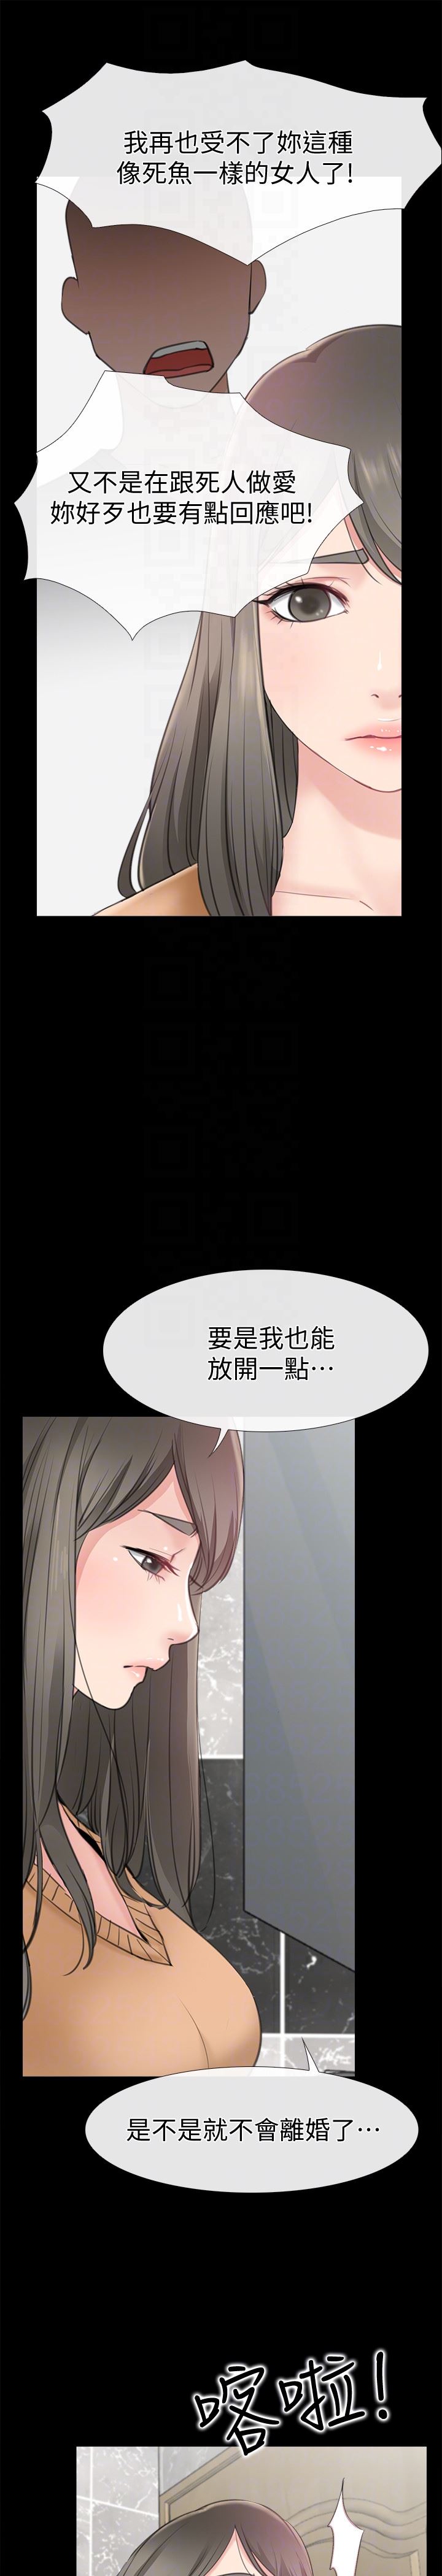 我再也受不了妳這種
像死魚一樣的女人了!
又不是在跟死人做愛
妳好歹也要有點回應吧!
要是我也能
放開一點⋯
是不是就不會離婚了⋯
喀啦!